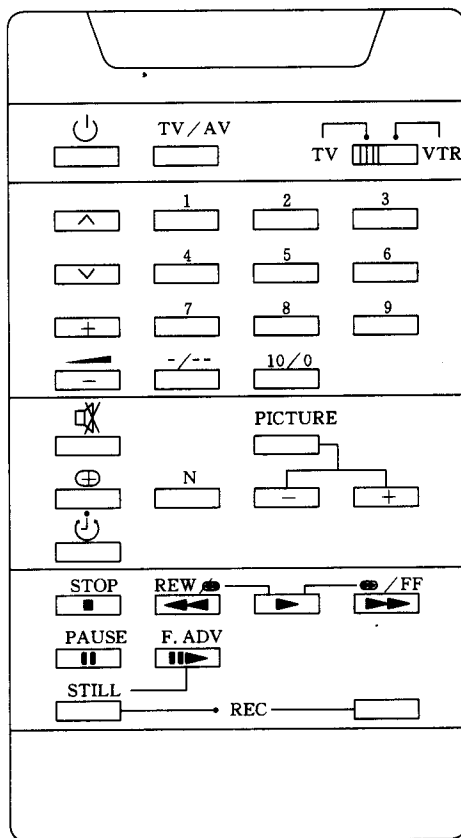 TV/AV
TV VTR
1 2 3
4 5 6
+ 7 8 9
-/-- 10/0
−
PICTURE
N
− +
STOP REW/ /FF
PAUSE F. ADV
STILL
REC